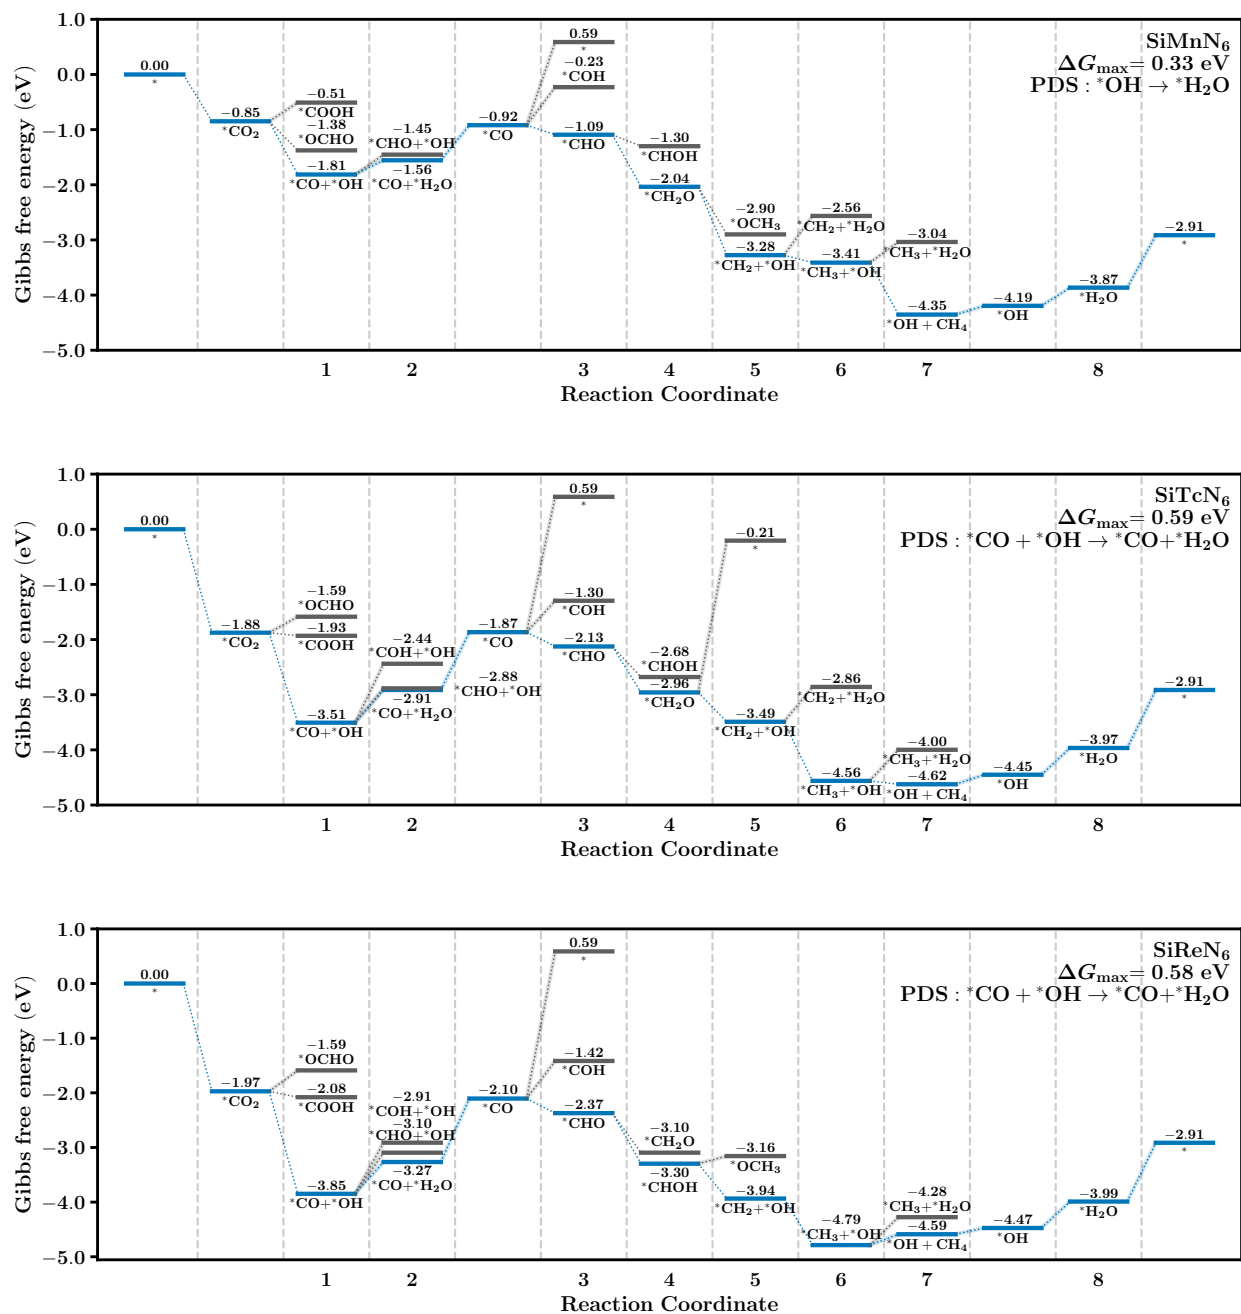 SiMnN₆
ΔG_max = 0.33 eV
PDS : *OH → *H₂O
Gibbs free energy (eV)
1.0
0.0
−1.0
−2.0
−3.0
−4.0
−5.0
0.00
*
−0.85
*CO₂
−0.51
*COOH
−1.38
*OCHO
−1.81
*CO+*OH
−1.45
*CHO+*OH
−1.56
*CO+*H₂O
−0.92
*CO
0.59
*
−0.23
*COH
−1.09
*CHO
−1.30
*CHOH
−2.04
*CH₂O
−2.90
*OCH₃
−3.28
*CH₂+*OH
−2.56
*CH₂+*H₂O
−3.41
*CH₃+*OH
−3.04
*CH₃+*H₂O
−4.35
*OH + CH₄
−4.19
*OH
−3.87
*H₂O
−2.91
*
1 2 3 4 5 6 7 8
Reaction Coordinate
SiTcN₆
ΔG_max = 0.59 eV
PDS : *CO + *OH → *CO+*H₂O
Gibbs free energy (eV)
1.0
0.0
−1.0
−2.0
−3.0
−4.0
−5.0
0.00
*
−1.88
*CO₂
−1.59
*OCHO
−1.93
*COOH
−3.51
*CO+*OH
−2.44
*COH+*OH
−2.88
*CHO+*OH
−2.91
*CO+*H₂O
−1.87
*CO
0.59
*
−1.30
*COH
−2.13
*CHO
−2.68
*CHOH
−2.96
*CH₂O
−0.21
*
−3.49
*CH₂+*OH
−2.86
*CH₂+*H₂O
−4.56
*CH₃+*OH
−4.00
*CH₃+*H₂O
−4.62
*OH + CH₄
−4.45
*OH
−3.97
*H₂O
−2.91
*
1 2 3 4 5 6 7 8
Reaction Coordinate
SiReN₆
ΔG_max = 0.58 eV
PDS : *CO + *OH → *CO+*H₂O
Gibbs free energy (eV)
1.0
0.0
−1.0
−2.0
−3.0
−4.0
−5.0
0.00
*
−1.97
*CO₂
−1.59
*OCHO
−2.08
*COOH
−3.85
*CO+*OH
−2.91
*COH+*OH
−3.10
*CHO+*OH
−3.27
*CO+*H₂O
−2.10
*CO
0.59
*
−1.42
*COH
−2.37
*CHO
−3.10
*CH₂O
−3.30
*CHOH
−3.16
*OCH₃
−3.94
*CH₂+*OH
−4.79
*CH₃+*OH
−4.28
*CH₃+*H₂O
−4.59
*OH + CH₄
−4.47
*OH
−3.99
*H₂O
−2.91
*
1 2 3 4 5 6 7 8
Reaction Coordinate